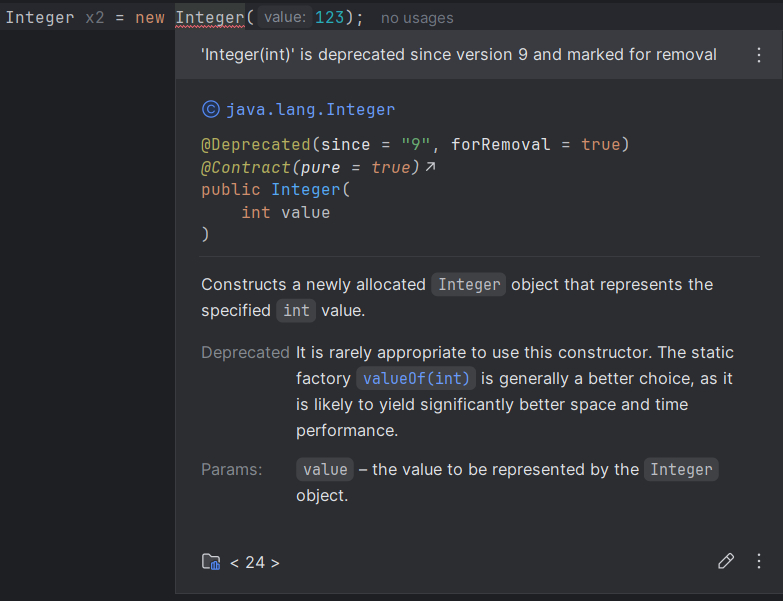 Integer x2 = new Integer( value: 123); no usages
'Integer(int)' is deprecated since version 9 and marked for removal
© java.lang.Integer
@Deprecated(since = "9", forRemoval = true)
@Contract(pure = true)↗
public Integer(
    int value
)
Constructs a newly allocated Integer object that represents the
specified int value.
Deprecated It is rarely appropriate to use this constructor. The static
factory valueOf(int) is generally a better choice, as it
is likely to yield significantly better space and time
performance.
Params: value – the value to be represented by the Integer
object.
< 24 >